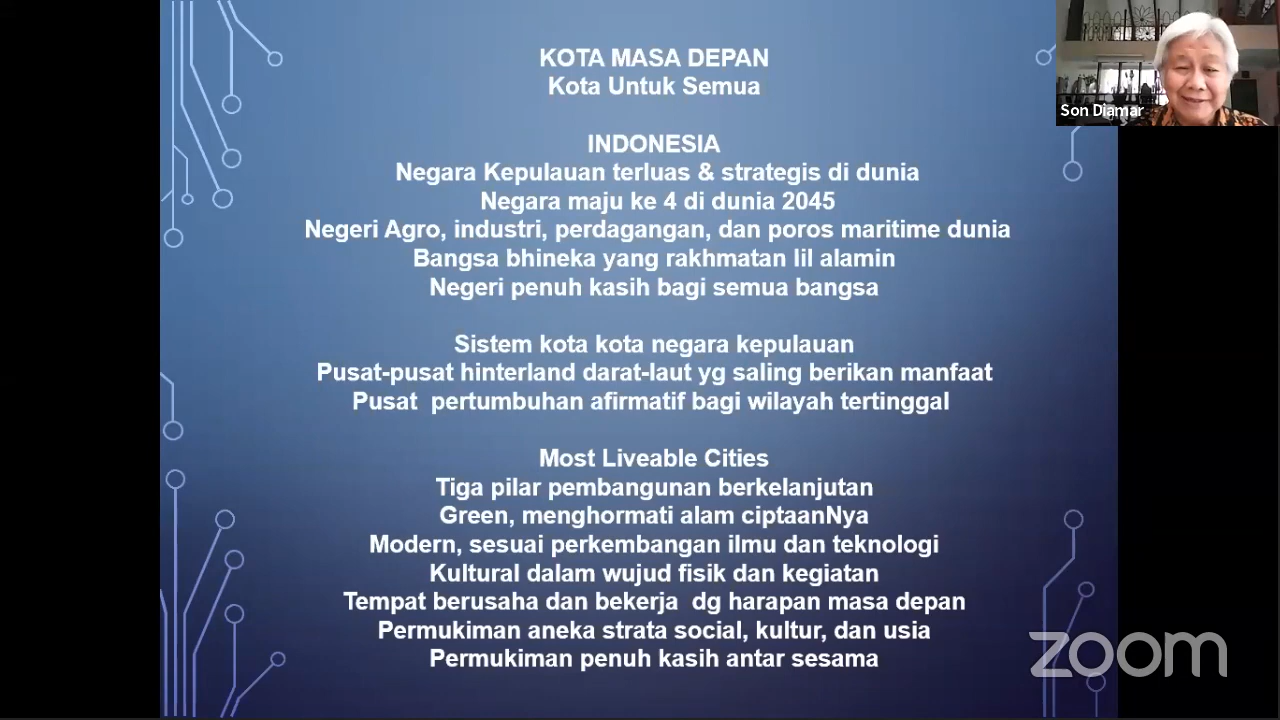 KOTA MASA DEPAN
Kota Untuk Semua
INDONESIA
Negara Kepulauan terluas & strategis di dunia
Negara maju ke 4 di dunia 2045
Negeri Agro, industri, perdagangan, dan poros maritime dunia
Bangsa bhineka yang rakhmatan lil alamin
Negeri penuh kasih bagi semua bangsa
Sistem kota kota negara kepulauan
Pusat-pusat hinterland darat-laut yg saling berikan manfaat
Pusat pertumbuhan afirmatif bagi wilayah tertinggal
Most Liveable Cities
Tiga pilar pembangunan berkelanjutan
Green, menghormati alam ciptaanNya
Modern, sesuai perkembangan ilmu dan teknologi
Kultural dalam wujud fisik dan kegiatan
Tempat berusaha dan bekerja dg harapan masa depan
Permukiman aneka strata social, kultur, dan usia
Permukiman penuh kasih antar sesama
Son Diamar
zoom